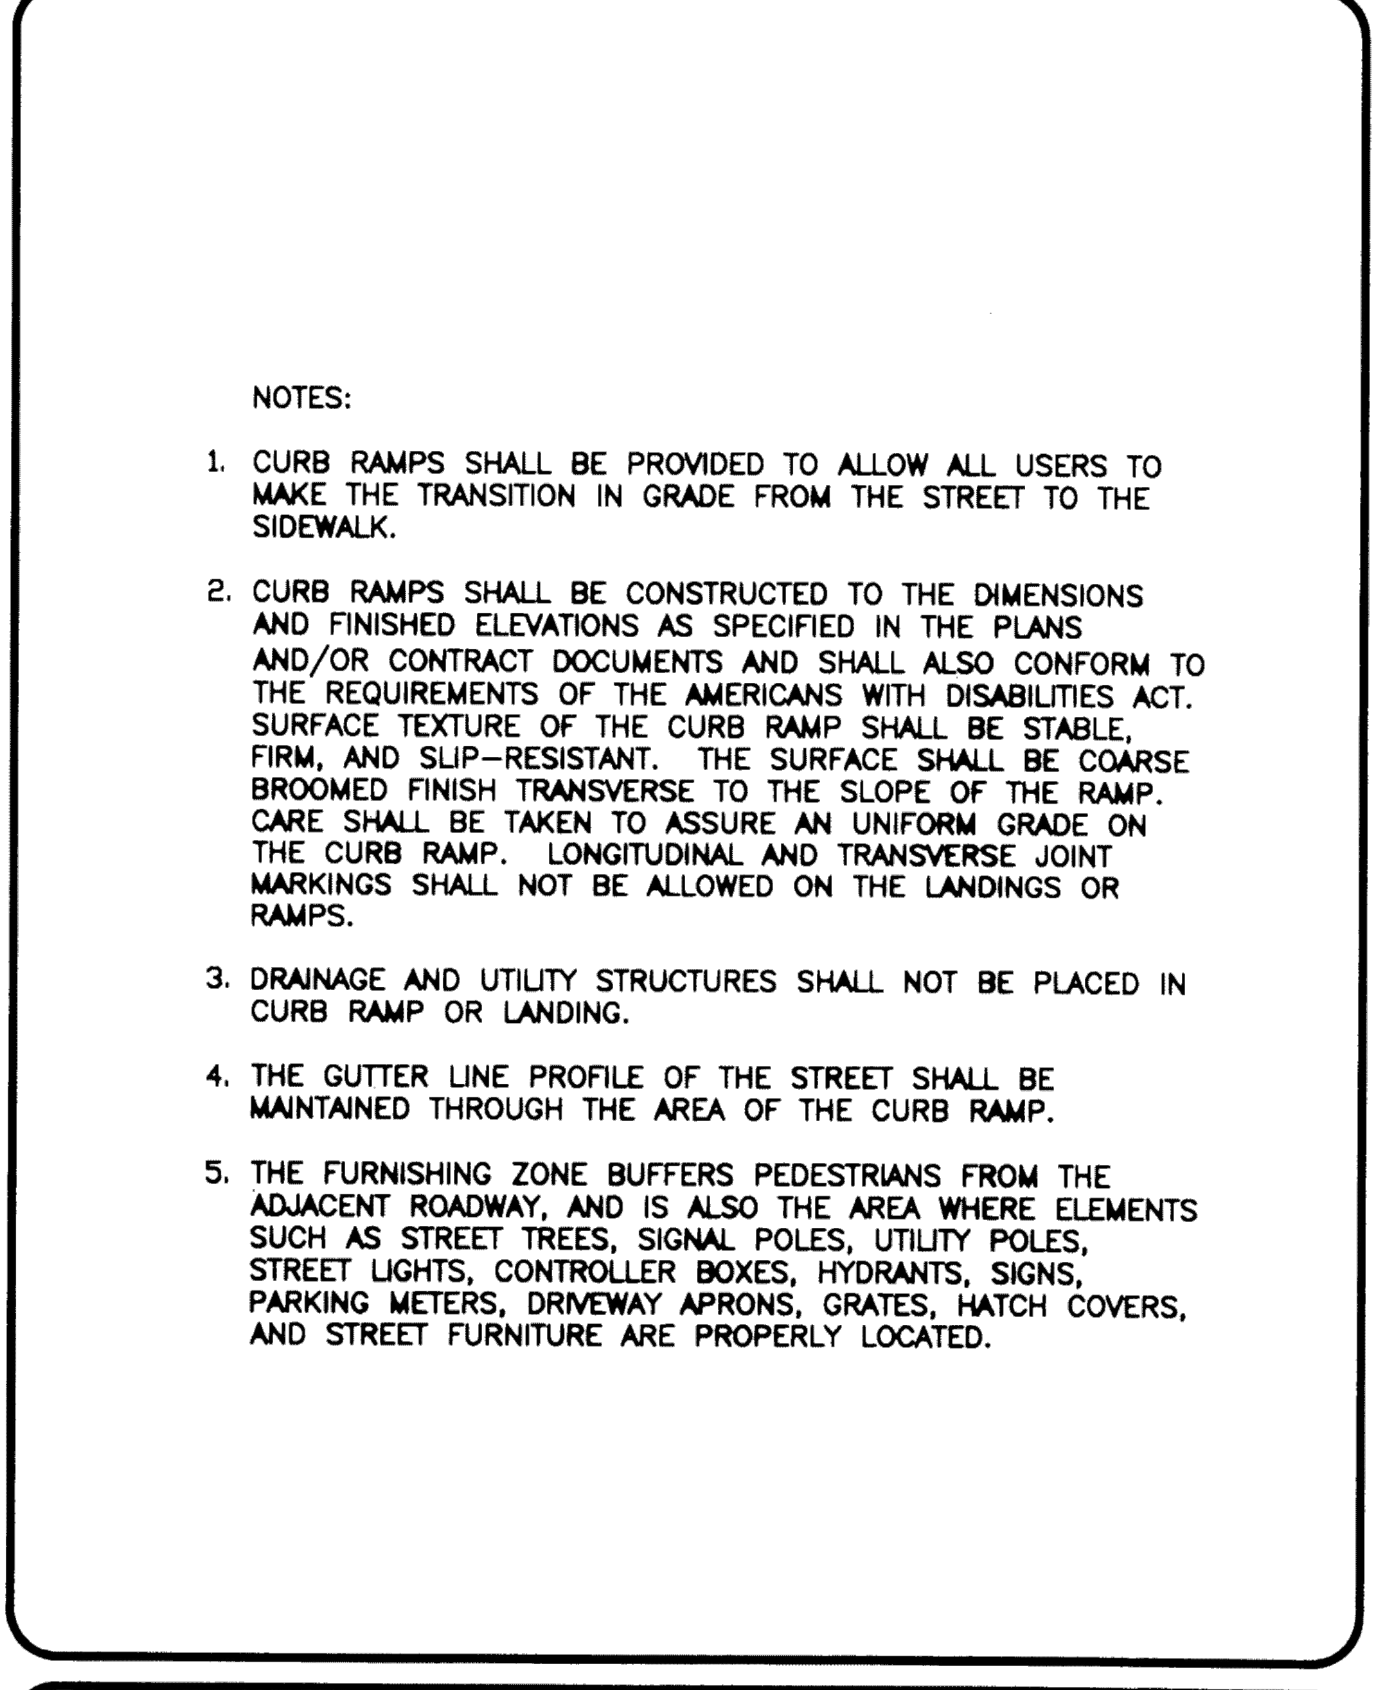 NOTES:
1. CURB RAMPS SHALL BE PROVIDED TO ALLOW ALL USERS TO
MAKE THE TRANSITION IN GRADE FROM THE STREET TO THE
SIDEWALK.
2. CURB RAMPS SHALL BE CONSTRUCTED TO THE DIMENSIONS
AND FINISHED ELEVATIONS AS SPECIFIED IN THE PLANS
AND/OR CONTRACT DOCUMENTS AND SHALL ALSO CONFORM TO
THE REQUIREMENTS OF THE AMERICANS WITH DISABILITIES ACT.
SURFACE TEXTURE OF THE CURB RAMP SHALL BE STABLE,
FIRM, AND SLIP-RESISTANT. THE SURFACE SHALL BE COARSE
BROOMED FINISH TRANSVERSE TO THE SLOPE OF THE RAMP.
CARE SHALL BE TAKEN TO ASSURE AN UNIFORM GRADE ON
THE CURB RAMP. LONGITUDINAL AND TRANSVERSE JOINT
MARKINGS SHALL NOT BE ALLOWED ON THE LANDINGS OR
RAMPS.
3. DRAINAGE AND UTILITY STRUCTURES SHALL NOT BE PLACED IN
CURB RAMP OR LANDING.
4. THE GUTTER LINE PROFILE OF THE STREET SHALL BE
MAINTAINED THROUGH THE AREA OF THE CURB RAMP.
5. THE FURNISHING ZONE BUFFERS PEDESTRIANS FROM THE
ADJACENT ROADWAY, AND IS ALSO THE AREA WHERE ELEMENTS
SUCH AS STREET TREES, SIGNAL POLES, UTILITY POLES,
STREET LIGHTS, CONTROLLER BOXES, HYDRANTS, SIGNS,
PARKING METERS, DRIVEWAY APRONS, GRATES, HATCH COVERS,
AND STREET FURNITURE ARE PROPERLY LOCATED.